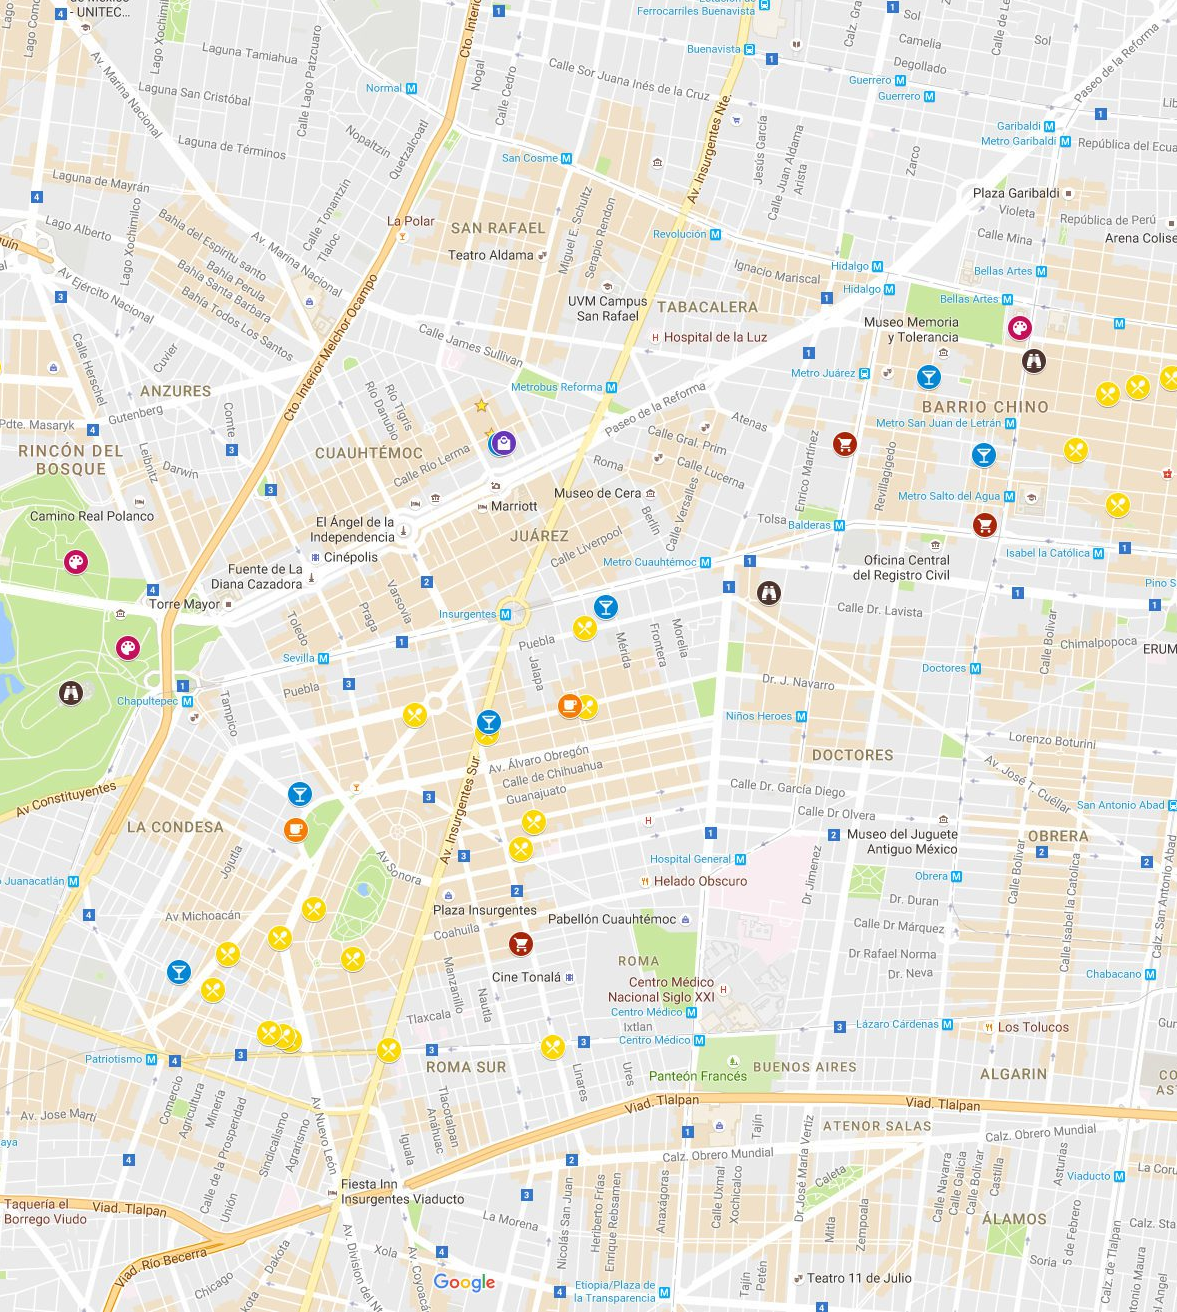 - UNITEC...
Estación de
Ferrocarriles Buenavista
Buenavista
Sol
Camelia
Sol
Degollado
Guerrero
Guerrero
Garibaldi
Metro Garibaldi
República del Ecua
Paseo de la Reforma
Laguna Tamiahua
Av. Marina Nacional
Laguna San Cristóbal
Calle Lago Patzcuaro
Normal
Nogal
Calle Cedro
Calle Sor Juana Inés de la Cruz
Av. Insurgentes Nte.
Jesús García
Calle Juan Aldama
Arista
Zarco
Nopaltzin
Quetzalcoatl
Laguna de Términos
San Cosme
Laguna de Mayrán
Lago Alberto
Lago Xochimilco
Calle Tonantzin
Tlaloc
La Polar
SAN RAFAEL
Teatro Aldama
Miguel E. Schultz
Serapio Rendon
Revolución
Plaza Garibaldi
Violeta
República de Perú
Calle Mina
Arena Colise
Bahía del Espíritu santo
Bahía Perula
Bahía Santa Barbara
Bahía Todos Los Santos
Av. Marina Nacional
Av Ejército Nacional
Cto. Interior Melchor Ocampo
Ignacio Mariscal
Hidalgo
Hidalgo
Bellas Artes
Bellas Artes
UVM Campus
San Rafael
TABACALERA
Hospital de la Luz
Museo Memoria
y Tolerancia
Cuvier
Calle Herschel
Calle James Sullivan
ANZURES
Gutenberg
Pdte. Masaryk
Comte
Río Tigris
Río Danubio
Metrobus Reforma
Paseo de la Reforma
Metro Juárez
BARRIO CHINO
Metro San Juan de Letrán
Atenas
Calle Gral. Prim
Calle Lucerna
RINCÓN DEL
BOSQUE
Leibnitz
Darwin
CUAUHTÉMOC
Calle Río Lerma
Roma
Museo de Cera
Marriott
Berlín
Calle Versalles
Enrico Martínez
Revillagigedo
Metro Salto del Agua
Camino Real Polanco
El Ángel de la
Independencia
Cinépolis
JUÁREZ
Calle Liverpool
Tolsa
Balderas
Oficina Central
del Registro Civil
Isabel la Católica
Metro Cuauhtémoc
Fuente de La
Diana Cazadora
Torre Mayor
Varsovia
Praga
Toledo
Insurgentes
Puebla
Jalapa
Mérida
Frontera
Morelia
Calle Dr. Lavista
Calle Bolivar
Chimalpopoca
Pino S
ERUM
Sevilla
Puebla
Chapultepec
Tampico
Doctores
Dr. J. Navarro
Niños Heroes
DOCTORES
Lorenzo Boturini
Av. José T. Cuéllar
Av. Álvaro Obregón
Calle de Chihuahua
Guanajuato
Av. Insurgentes Sur
Calle Dr. García Diego
Calle Dr Olvera
San Antonio Abad
Av Constituyentes
LA CONDESA
Jojutla
Av Sonora
Museo del Juguete
Antiguo México
OBRERA
Hospital General
Helado Obscuro
Obrera
Dr Jimenez
Calle Bolivar
Calle Isabel la Catolica
Calz. San Antonio Abad
Juanacatlán
Av Michoacán
Plaza Insurgentes
Pabellón Cuauhtémoc
Coahuila
Dr. Duran
Calle Dr Márquez
ROMA
Dr Rafael Norma
Dr. Neva
Chabacano
Cine Tonalá
Centro Médico
Nacional Siglo XXI
Centro Médico
Ixtlan
Centro Médico
Manzanillo
Nautla
Tlaxcala
Lázaro Cárdenas
Los Tolucos
Patriotismo
ROMA SUR
Linares
Ures
Panteón Francés
BUENOS AIRES
ALGARIN
Comercio
Agricultura
Minería
Av. Jose Marti
Calle de la Prosperidad
Sindicalismo
Agrarismo
Av Nuevo León
Tlacotalpan
Anáhuac
Iguala
Viad. Tlalpan
Viad. Tlalpan
ATENOR SALAS
Tajín
Dr José María Vertiz
Calz. Obrero Mundial
Calz. Obrero Mundial
Viaducto
La Coru
Taquería el
Borrego Viudo
Viad. Tlalpan
Unión
Fiesta Inn
Insurgentes Viaducto
Nicolás San Juan
Heriberto Frías
Enrique Rebsamen
Anaxágoras
Calle Uxmal
Xochicalco
Caleta
Mitla
Zempoala
Calle Navarra
Calle Galicia
Calle Bolivar
Castilla
Asturias
ÁLAMOS
5 de Febrero
Calz. de Tlalpan
Calz. Sta
Soria
La Morena
Viad. Río Becerra
Dakota
Chicago
Xola
Av. Coyoacán
Google
Etiopía/Plaza de
la Transparencia
Tajín
Petén
Teatro 11 de Julio